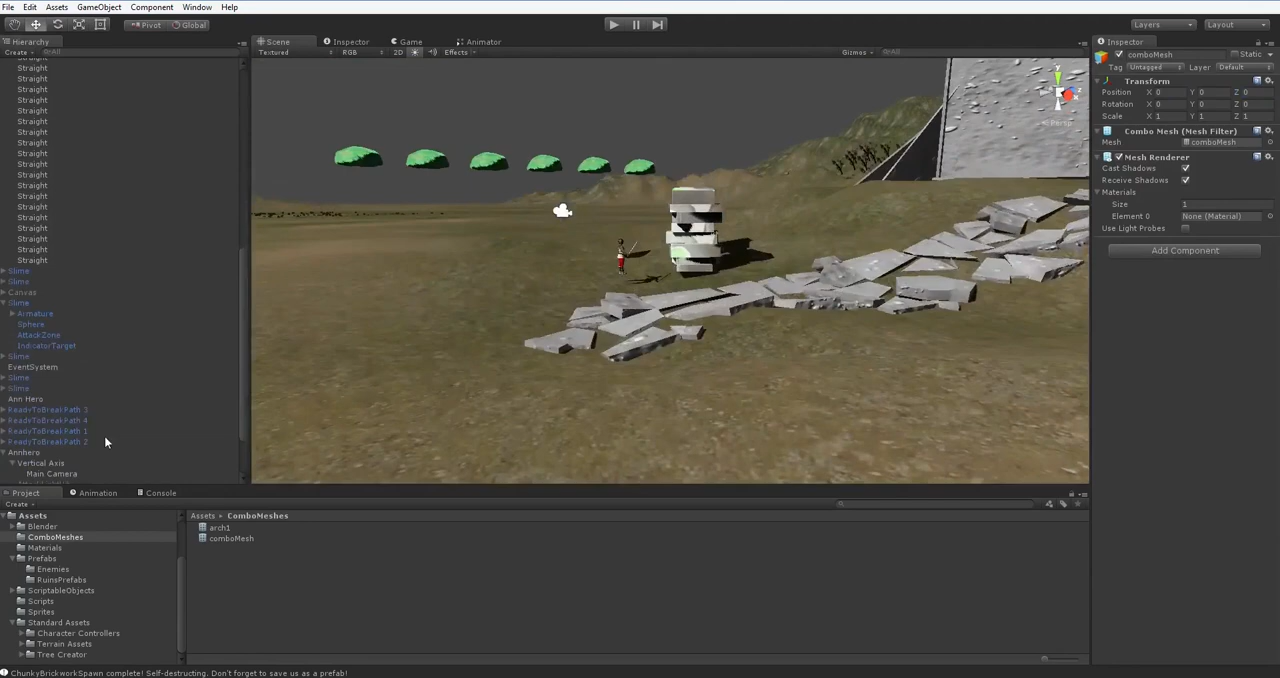 File Edit Assets GameObject Component Window Help
Pivot Global Layers Layout
Hierarchy Scene Inspector Game Animator Inspector
Create All Textured RGB 2D Effects Gizmos All comboMesh Static
Straight Tag Untagged Layer Default
Straight
Straight y Transform
Straight Position X 0 Y 0 Z 0
Straight Rotation X 0 Y 0 Z 0
Straight Scale X 1 Y 1 Z 1
Straight Persp
Straight Combo Mesh (Mesh Filter)
Straight Mesh comboMesh
Straight Mesh Renderer
Straight Cast Shadows
Straight Receive Shadows
Straight Materials
Straight Size 1
Straight Element 0 None (Material)
Straight Use Light Probes
Straight
Straight Add Component
Straight
Straight
Slime
Slime
Canvas
Slime
Armature
Sphere
AttackZone
IndicatorTarget
Slime
EventSystem
Slime
Slime
Ann Hero
ReadyToBreakPath 3
ReadyToBreakPath 4
ReadyToBreakPath 1
ReadyToBreakPath 2
Annhero
Vertical Axis
Main Camera
Project Animation Console
Create
Assets Assets ComboMeshes
Blender arch1
ComboMeshes comboMesh
Materials
Prefabs
Enemies
RuinsPrefabs
ScriptableObjects
Scripts
Sprites
Standard Assets
Character Controllers
Terrain Assets
Tree Creator
ChunkyBrickworkSpawn complete! Self-destructing. Don't forget to save us as a prefab!